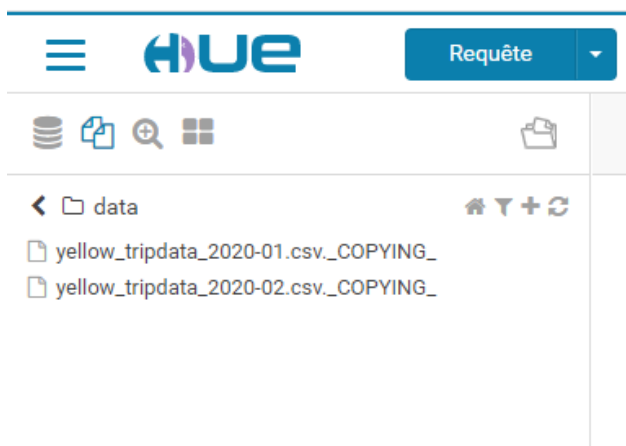 HUE
Requête
data
yellow_tripdata_2020-01.csv._COPYING_
yellow_tripdata_2020-02.csv._COPYING_